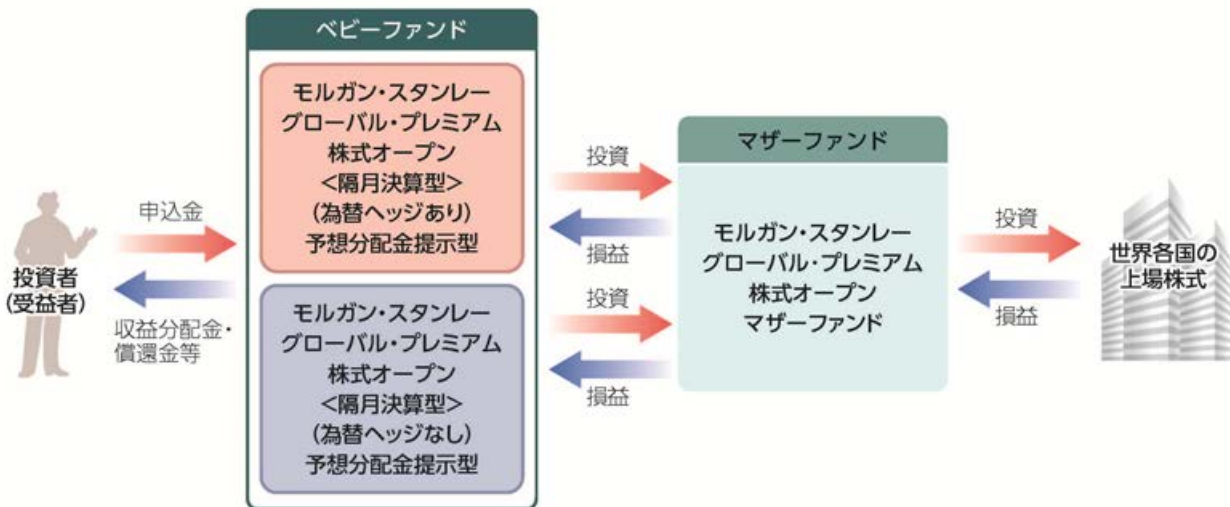 ベビーファンド
モルガン・スタンレー
グローバル・プレミアム
株式オープン
<隔月決算型>
(為替ヘッジあり)
予想分配金提示型
モルガン・スタンレー
グローバル・プレミアム
株式オープン
<隔月決算型>
(為替ヘッジなし)
予想分配金提示型
申込金
投資者
(受益者)
収益分配金・
償還金等
投資
損益
投資
損益
マザーファンド
モルガン・スタンレー
グローバル・プレミアム
株式オープン
マザーファンド
投資
損益
世界各国の
上場株式